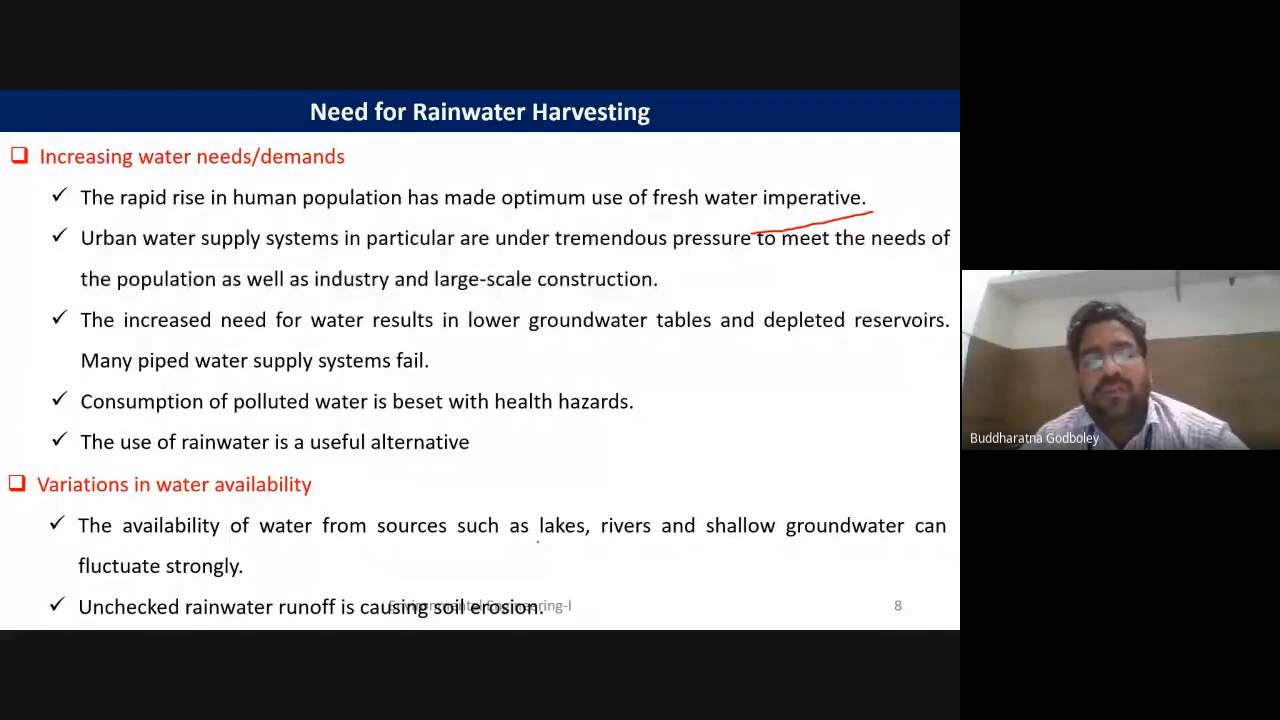 Need for Rainwater Harvesting
❑ Increasing water needs/demands
✓ The rapid rise in human population has made optimum use of fresh water imperative.
✓ Urban water supply systems in particular are under tremendous pressure to meet the needs of
the population as well as industry and large-scale construction.
✓ The increased need for water results in lower groundwater tables and depleted reservoirs.
Many piped water supply systems fail.
✓ Consumption of polluted water is beset with health hazards.
✓ The use of rainwater is a useful alternative
Buddharatna Godboley
❑ Variations in water availability
✓ The availability of water from sources such as lakes, rivers and shallow groundwater can
fluctuate strongly.
✓ Unchecked rainwater runoff is causing soil erosion.
Environmental Engineering-I
8